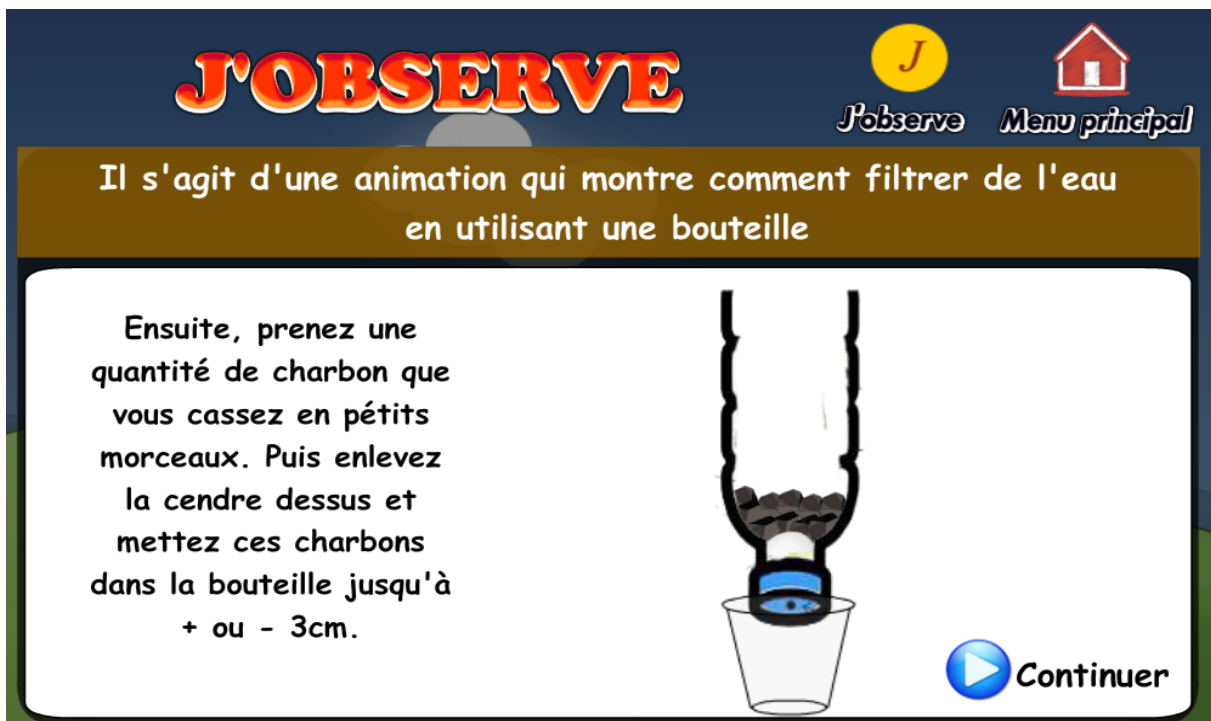 J'OBSERVE
J
J'observe
Menu principal
Il s'agit d'une animation qui montre comment filtrer de l'eau
en utilisant une bouteille
Ensuite, prenez une
quantité de charbon que
vous cassez en pétits
morceaux. Puis enlevez
la cendre dessus et
mettez ces charbons
dans la bouteille jusqu'à
+ ou - 3cm.
Continuer